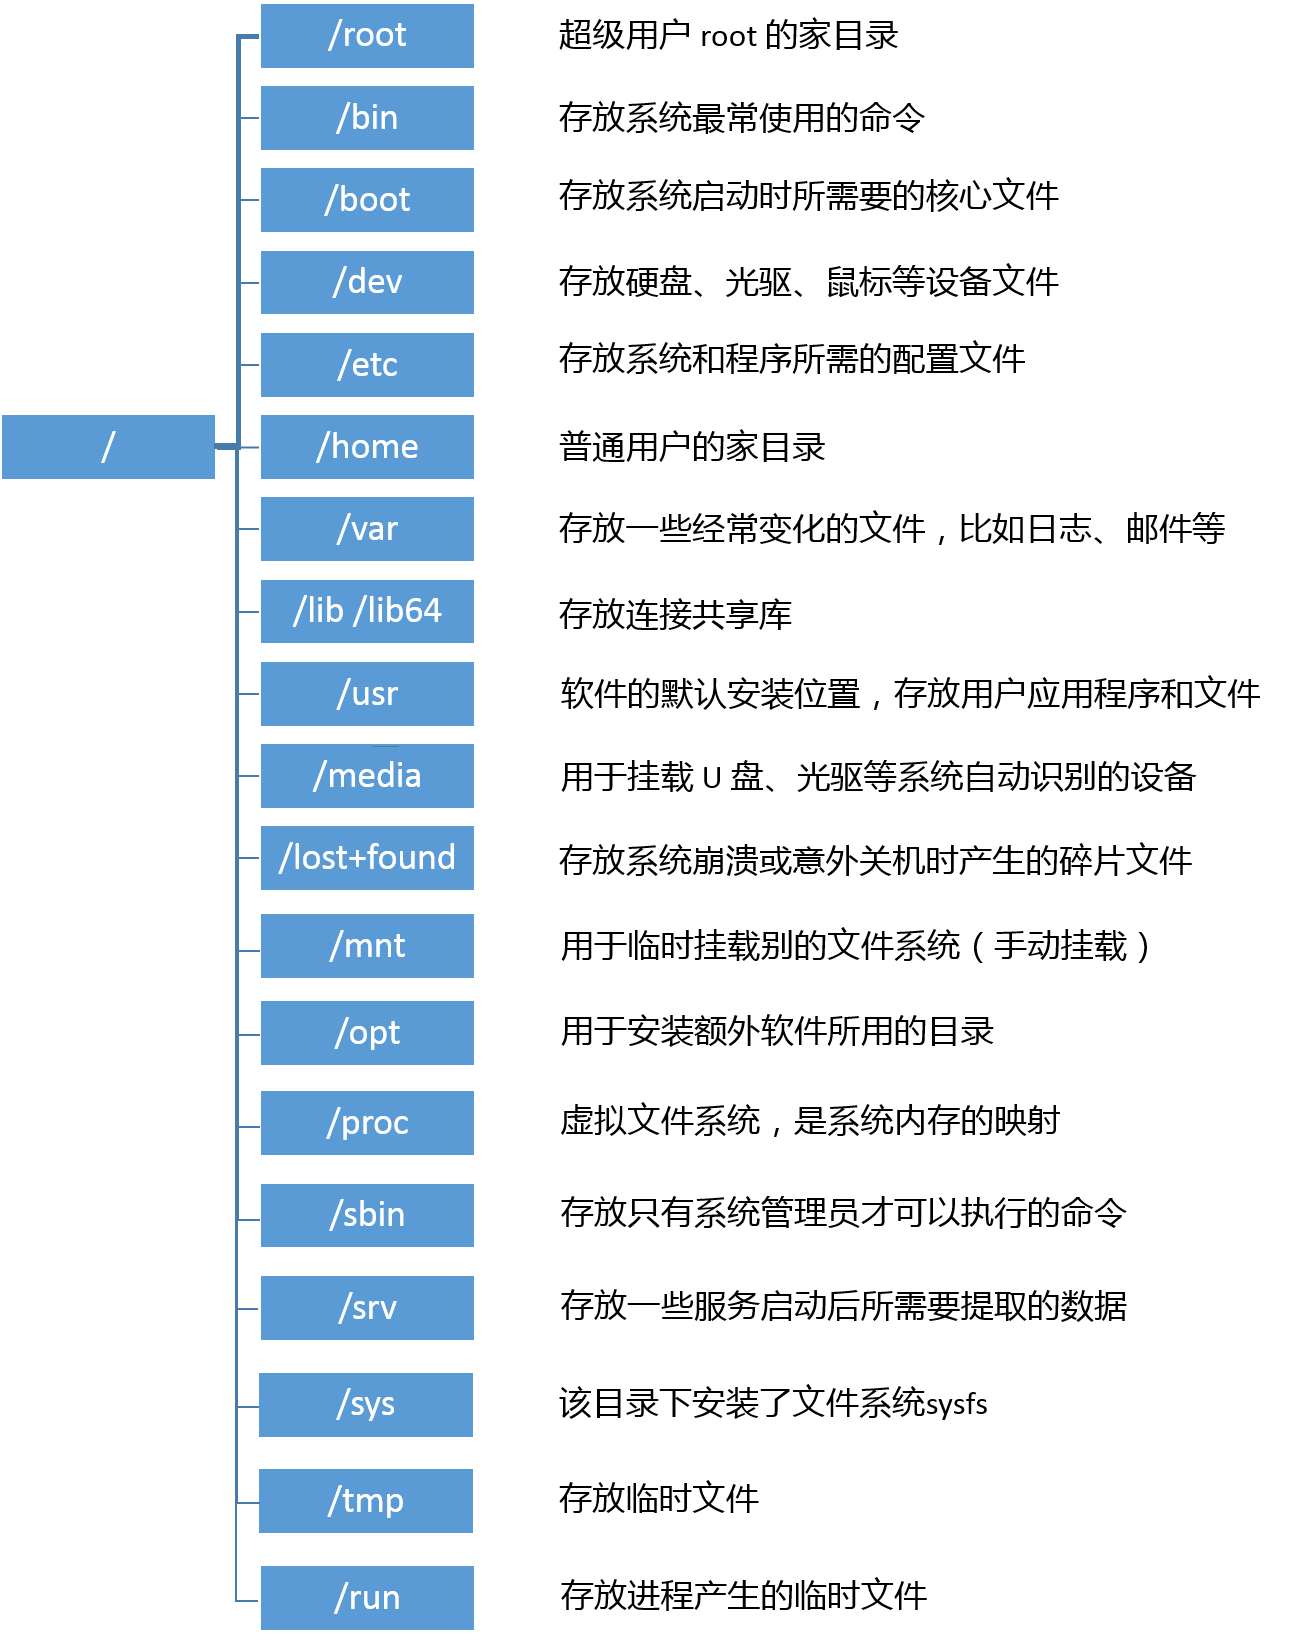 /root 超级用户 root 的家目录
/bin 存放系统最常使用的命令
/boot 存放系统启动时所需要的核心文件
/dev 存放硬盘、光驱、鼠标等设备文件
/etc 存放系统和程序所需的配置文件
/ /home 普通用户的家目录
/var 存放一些经常变化的文件，比如日志、邮件等
/lib /lib64 存放连接共享库
/usr 软件的默认安装位置，存放用户应用程序和文件
/media 用于挂载 U 盘、光驱等系统自动识别的设备
/lost+found 存放系统崩溃或意外关机时产生的碎片文件
/mnt 用于临时挂载别的文件系统（手动挂载）
/opt 用于安装额外软件所用的目录
/proc 虚拟文件系统，是系统内存的映射
/sbin 存放只有系统管理员才可以执行的命令
/srv 存放一些服务启动后所需要提取的数据
/sys 该目录下安装了文件系统sysfs
/tmp 存放临时文件
/run 存放进程产生的临时文件